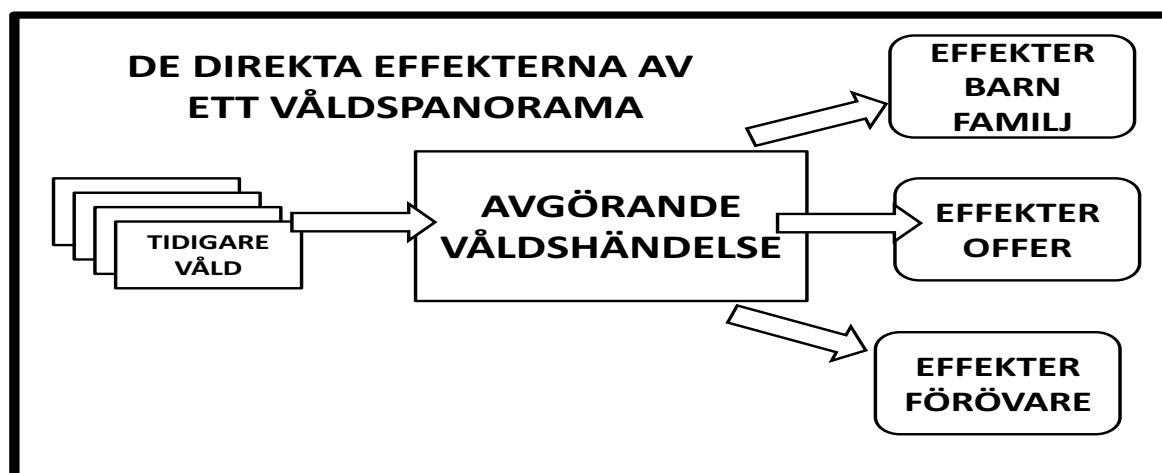 DE DIREKTA EFFEKTERNA AV
ETT VÅLDSPANORAMA
TIDIGARE
VÅLD
AVGÖRANDE
VÅLDSHÄNDELSE
EFFEKTER
BARN
FAMILJ
EFFEKTER
OFFER
EFFEKTER
FÖRÖVARE